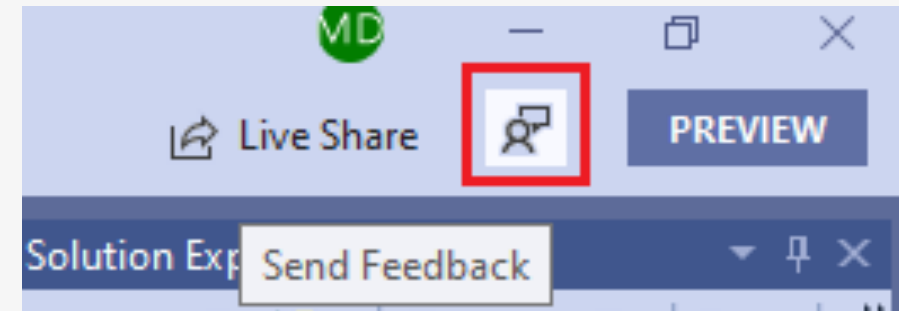 MD
Live Share
PREVIEW
Solution Exp
Send Feedback